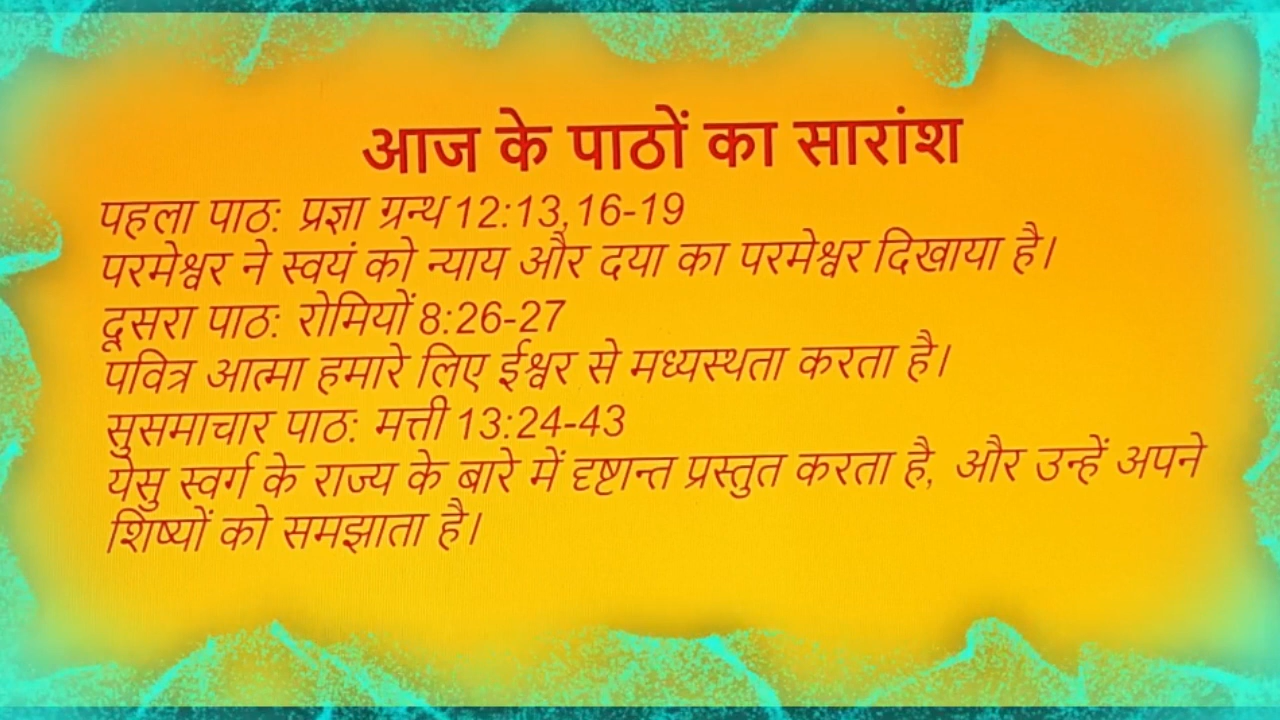 आज के पाठों का सारांश
पहला पाठ: प्रज्ञा ग्रन्थ 12:13,16-19
परमेश्वर ने स्वयं को न्याय और दया का परमेश्वर दिखाया है।
दूसरा पाठ: रोमियों 8:26-27
पवित्र आत्मा हमारे लिए ईश्वर से मध्यस्थता करता है।
सुसमाचार पाठ: मत्ती 13:24-43
येसु स्वर्ग के राज्य के बारे में दृष्टान्त प्रस्तुत करता है, और उन्हें अपने
शिष्यों को समझाता है।